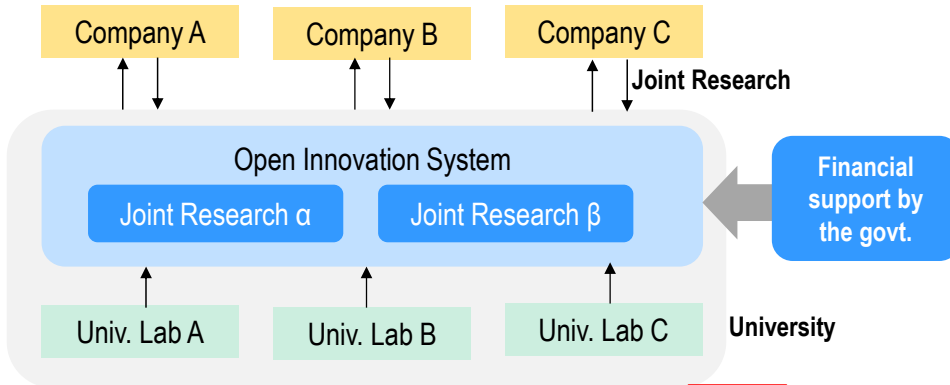 Company A
Company B
Company C
Joint Research
Open Innovation System
Joint Research α
Joint Research β
Financial
support by
the govt.
Univ. Lab A
Univ. Lab B
Univ. Lab C
University